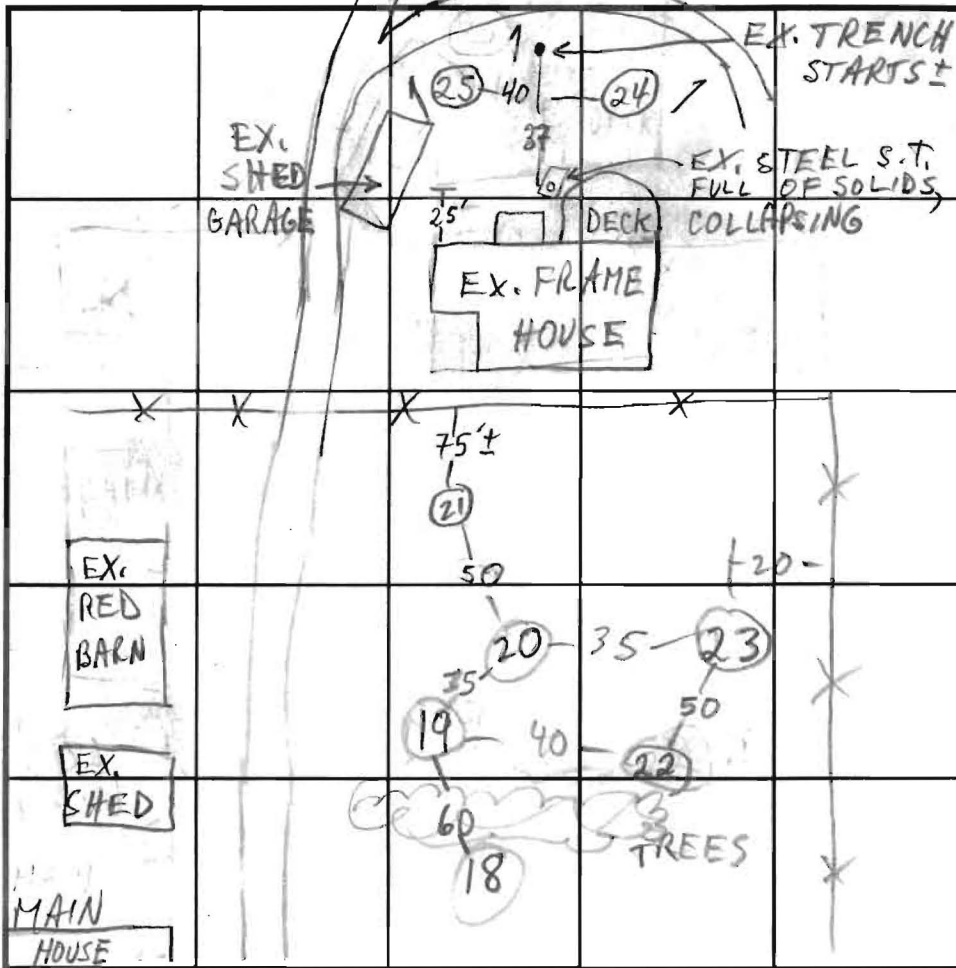 EX. TRENCH
STARTS±
1
25 40 24
37
EX.
SHED
GARAGE
EX. STEEL S.T.
FULL OF SOLIDS,
COLLAPSING
25'
DECK
EX. FRAME
HOUSE
75'±
21
50
20
20 35 23
35
50
19 40 22
EX.
RED
BARN
EX.
SHED
60
TREES
18
MAIN
HOUSE